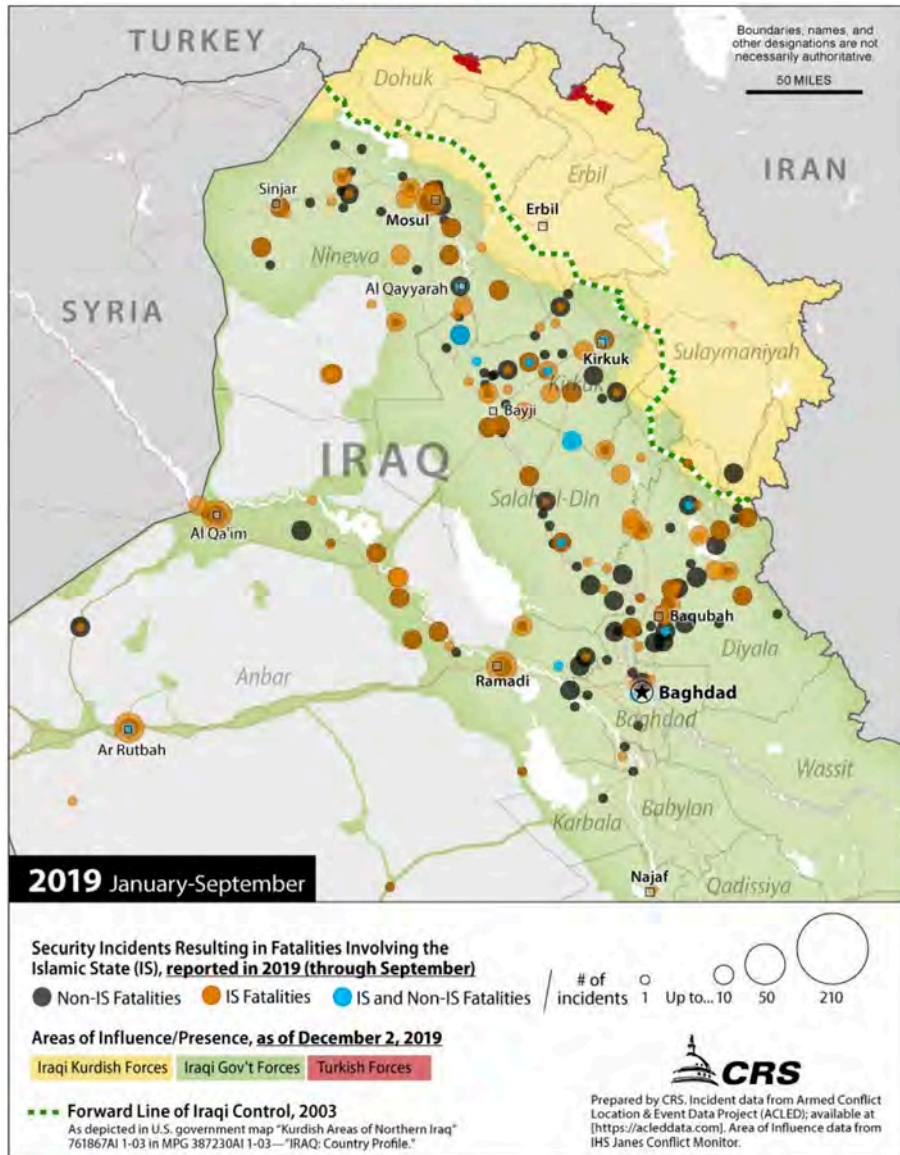 TURKEY
Boundaries, names, and
other designations are not
necessarily authoritative.
50 MILES
Dohuk
IRAN
Erbil
Sinjar
Mosul
Erbil
Ninewa
Al Qayyarah
SYRIA
Kirkuk
Sulaymaniyah
Kirkuk
Bayji
IRAQ
Salah al-Din
Al Qa'im
Baqubah
Diyala
Anbar
Ramadi
Baghdad
Baghdad
Ar Rutbah
Wassit
Babylon
Karbala
Najaf
Qadissiya
2019 January-September
Security Incidents Resulting in Fatalities Involving the
Islamic State (IS), reported in 2019 (through September)
Non-IS Fatalities IS Fatalities IS and Non-IS Fatalities
# of
incidents 1 Up to... 10 50 210
Areas of Influence/Presence, as of December 2, 2019
Iraqi Kurdish Forces Iraqi Gov't Forces Turkish Forces
Forward Line of Iraqi Control, 2003
As depicted in U.S. government map "Kurdish Areas of Northern Iraq"
761867AI 1-03 in MPG 387230AI 1-03—"IRAQ: Country Profile."
CRS
Prepared by CRS. Incident data from Armed Conflict
Location & Event Data Project (ACLED); available at
[https://acleddata.com]. Area of Influence data from
IHS Janes Conflict Monitor.